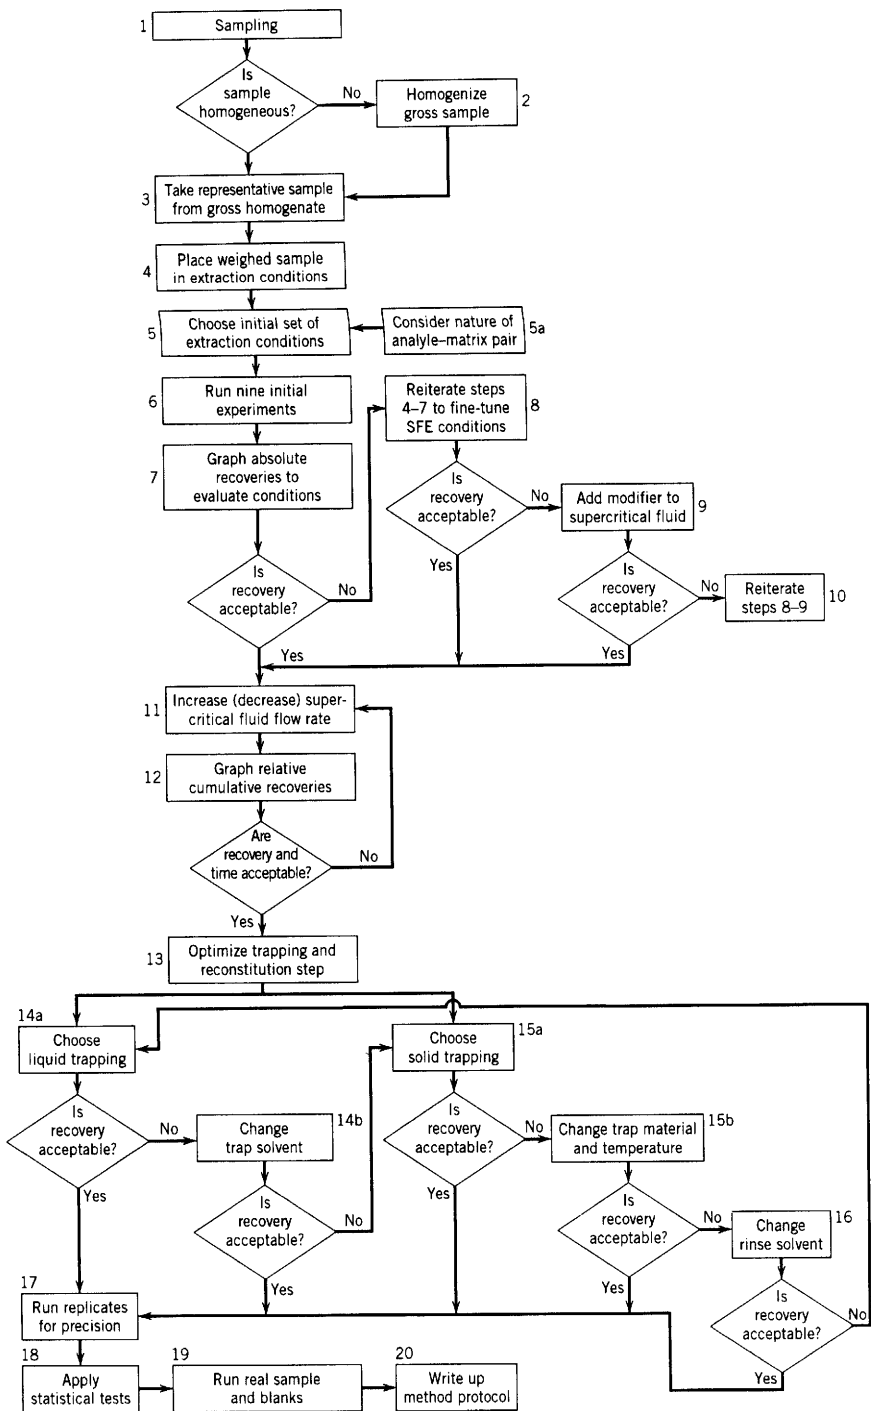 1
Sampling
Is
sample
homogeneous?
No
Homogenize
gross sample
2
3
Take representative sample
from gross homogenate
4
Place weighed sample
in extraction conditions
5
Choose initial set of
extraction conditions
Consider nature of
analyle–matrix pair
5a
6
Run nine initial
experiments
Reiterate steps
4–7 to fine-tune
SFE conditions
8
7
Graph absolute
recoveries to
evaluate conditions
Is
recovery
acceptable?
No
Yes
Add modifier to
supercritical fluid
9
Is
recovery
acceptable?
No
Yes
Is
recovery
acceptable?
No
Yes
Reiterate
steps 8–9
10
11
Increase (decrease) super-
critical fluid flow rate
12
Graph relative
cumulative recoveries
Are
recovery and
time acceptable?
No
Yes
13
Optimize trapping and
reconstitution step
14a
Choose
liquid trapping
15a
Choose
solid trapping
Is
recovery
acceptable?
No
Yes
Change
trap solvent
14b
Is
recovery
acceptable?
No
Yes
Is
recovery
acceptable?
No
Yes
Change trap material
and temperature
15b
Is
recovery
acceptable?
No
Yes
Change
rinse solvent
16
Is
recovery
acceptable?
No
Yes
17
Run replicates
for precision
18
Apply
statistical tests
19
Run real sample
and blanks
20
Write up
method protocol